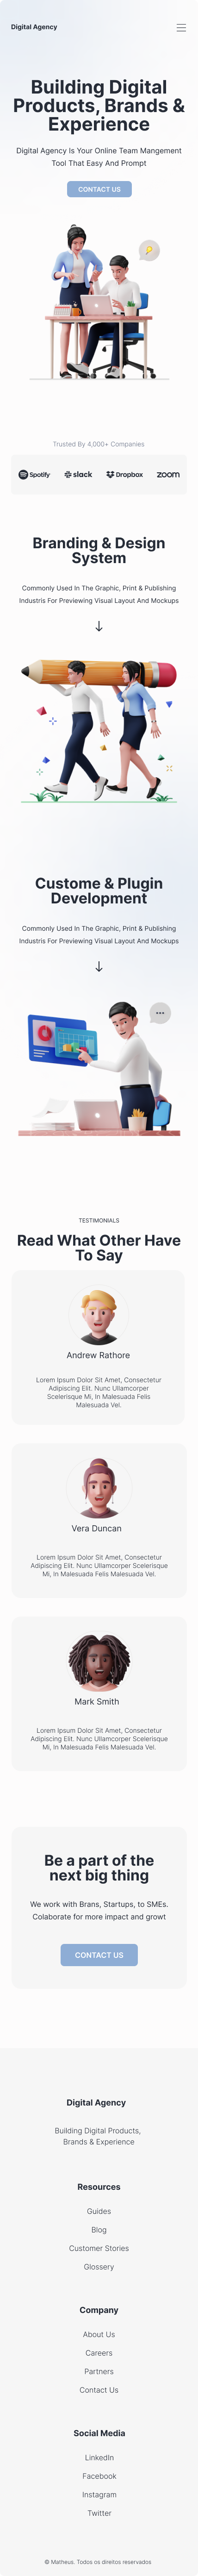 Digital Agency
Building Digital
Products, Brands &
Experience
Digital Agency Is Your Online Team Mangement
Tool That Easy And Prompt
CONTACT US
Trusted By 4,000+ Companies
Spotify slack Dropbox zoom
Branding & Design
System
Commonly Used In The Graphic, Print & Publishing
Industris For Previewing Visual Layout And Mockups
Custome & Plugin
Development
Commonly Used In The Graphic, Print & Publishing
Industris For Previewing Visual Layout And Mockups
TESTIMONIALS
Read What Other Have
To Say
Andrew Rathore
Lorem Ipsum Dolor Sit Amet, Consectetur
Adipiscing Elit. Nunc Ullamcorper
Scelerisque Mi, In Malesuada Felis
Malesuada Vel.
Vera Duncan
Lorem Ipsum Dolor Sit Amet, Consectetur
Adipiscing Elit. Nunc Ullamcorper Scelerisque
Mi, In Malesuada Felis Malesuada Vel.
Mark Smith
Lorem Ipsum Dolor Sit Amet, Consectetur
Adipiscing Elit. Nunc Ullamcorper Scelerisque
Mi, In Malesuada Felis Malesuada Vel.
Be a part of the
next big thing
We work with Brans, Startups, to SMEs.
Colaborate for more impact and growt
CONTACT US
Digital Agency
Building Digital Products,
Brands & Experience
Resources
Guides
Blog
Customer Stories
Glossery
Company
About Us
Careers
Partners
Contact Us
Social Media
LinkedIn
Facebook
Instagram
Twitter
© Matheus. Todos os direitos reservados